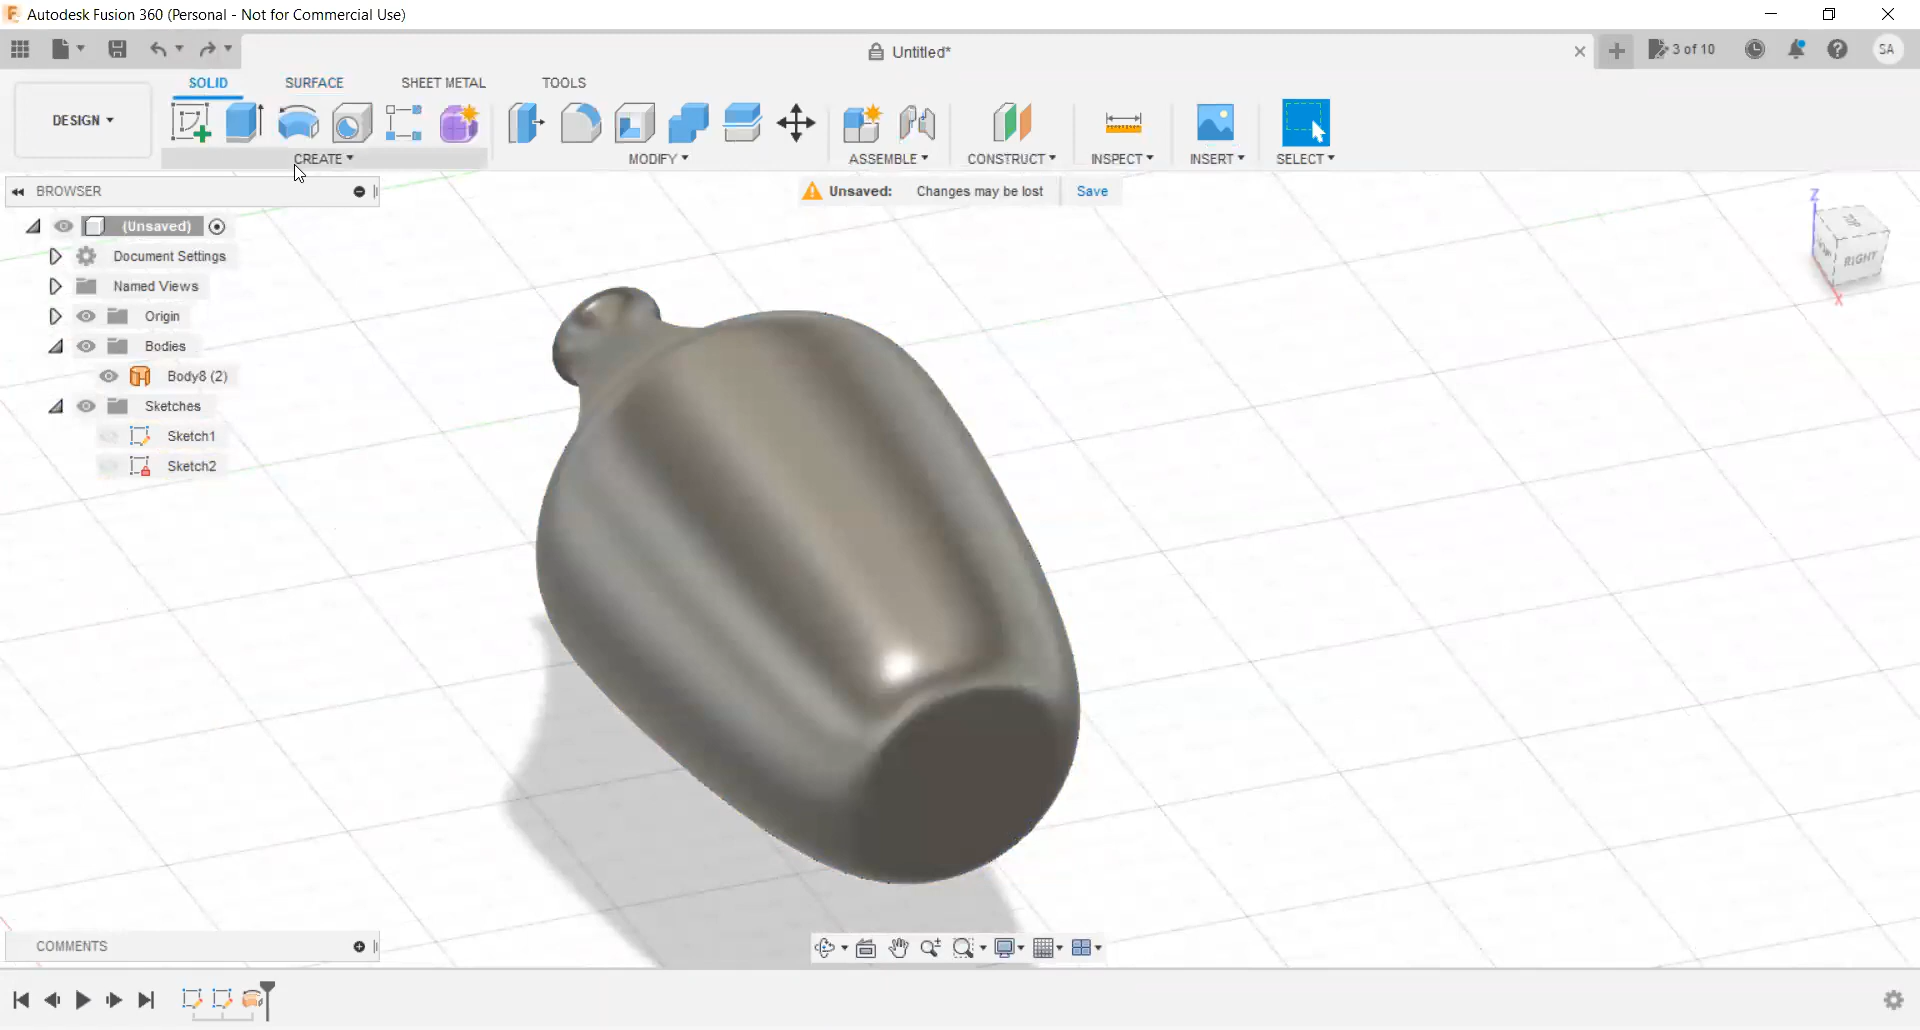 Autodesk Fusion 360 (Personal - Not for Commercial Use)
Untitled*
3 of 10
SA
SOLID
SURFACE
SHEET METAL
TOOLS
DESIGN
CREATE
MODIFY
ASSEMBLE
CONSTRUCT
INSPECT
INSERT
SELECT
BROWSER
Unsaved: Changes may be lost
Save
(Unsaved)
Document Settings
Named Views
Origin
Bodies
Body8 (2)
Sketches
Sketch1
Sketch2
Z
TOP
RIGHT
X
COMMENTS